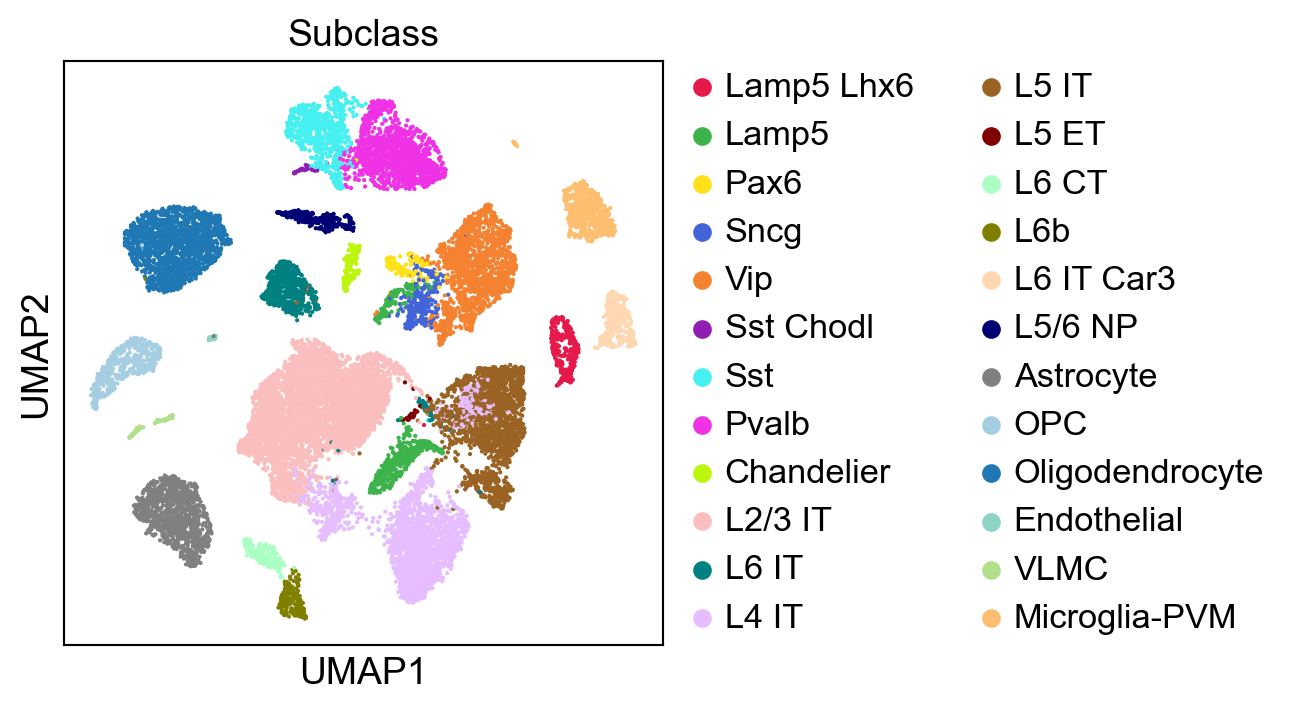 Subclass
UMAP2
UMAP1
Lamp5 Lhx6
Lamp5
Pax6
Sncg
Vip
Sst Chodl
Sst
Pvalb
Chandelier
L2/3 IT
L6 IT
L4 IT
L5 IT
L5 ET
L6 CT
L6b
L6 IT Car3
L5/6 NP
Astrocyte
OPC
Oligodendrocyte
Endothelial
VLMC
Microglia-PVM